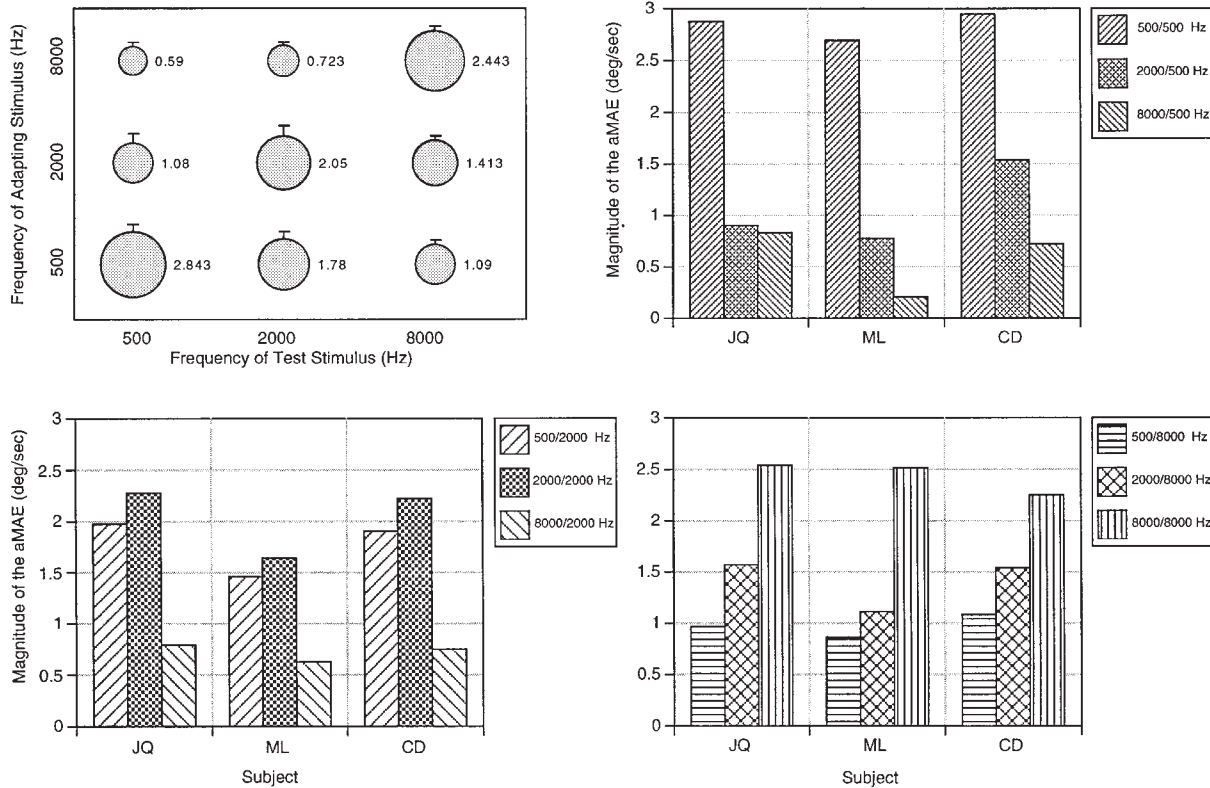 Frequency of Adapting Stimulus (Hz)
8000
2000
500
0.59
0.723
2.443
1.08
2.05
1.413
2.843
1.78
1.09
500
2000
8000
Frequency of Test Stimulus (Hz)
Magnitude of the aMAE (deg/sec)
3
2.5
2
1.5
1
0.5
0
JQ
ML
CD
500/500 Hz
2000/500 Hz
8000/500 Hz
Magnitude of the aMAE (deg/sec)
3
2.5
2
1.5
1
0.5
0
JQ
ML
CD
Subject
500/2000 Hz
2000/2000 Hz
8000/2000 Hz
Magnitude of the aMAE (deg/sec)
3
2.5
2
1.5
1
0.5
0
JQ
ML
CD
Subject
500/8000 Hz
2000/8000 Hz
8000/8000 Hz